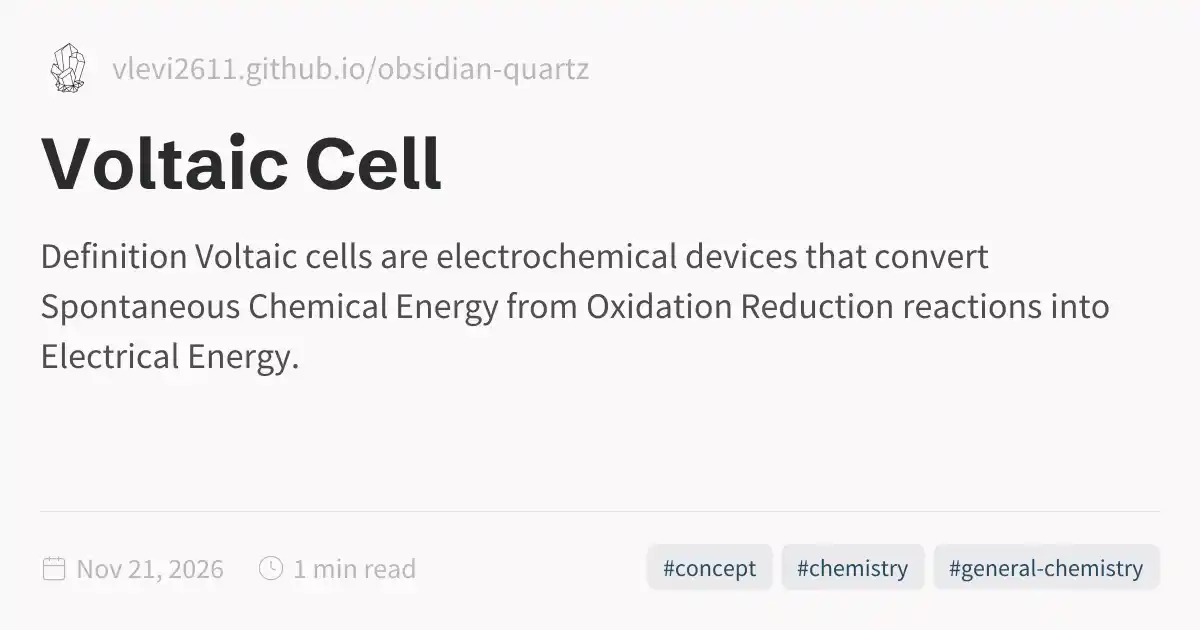 vlevi2611.github.io/obsidian-quartz
Voltaic Cell
Definition Voltaic cells are electrochemical devices that convert
Spontaneous Chemical Energy from Oxidation Reduction reactions into
Electrical Energy.
Nov 21, 2026 1 min read #concept #chemistry #general-chemistry